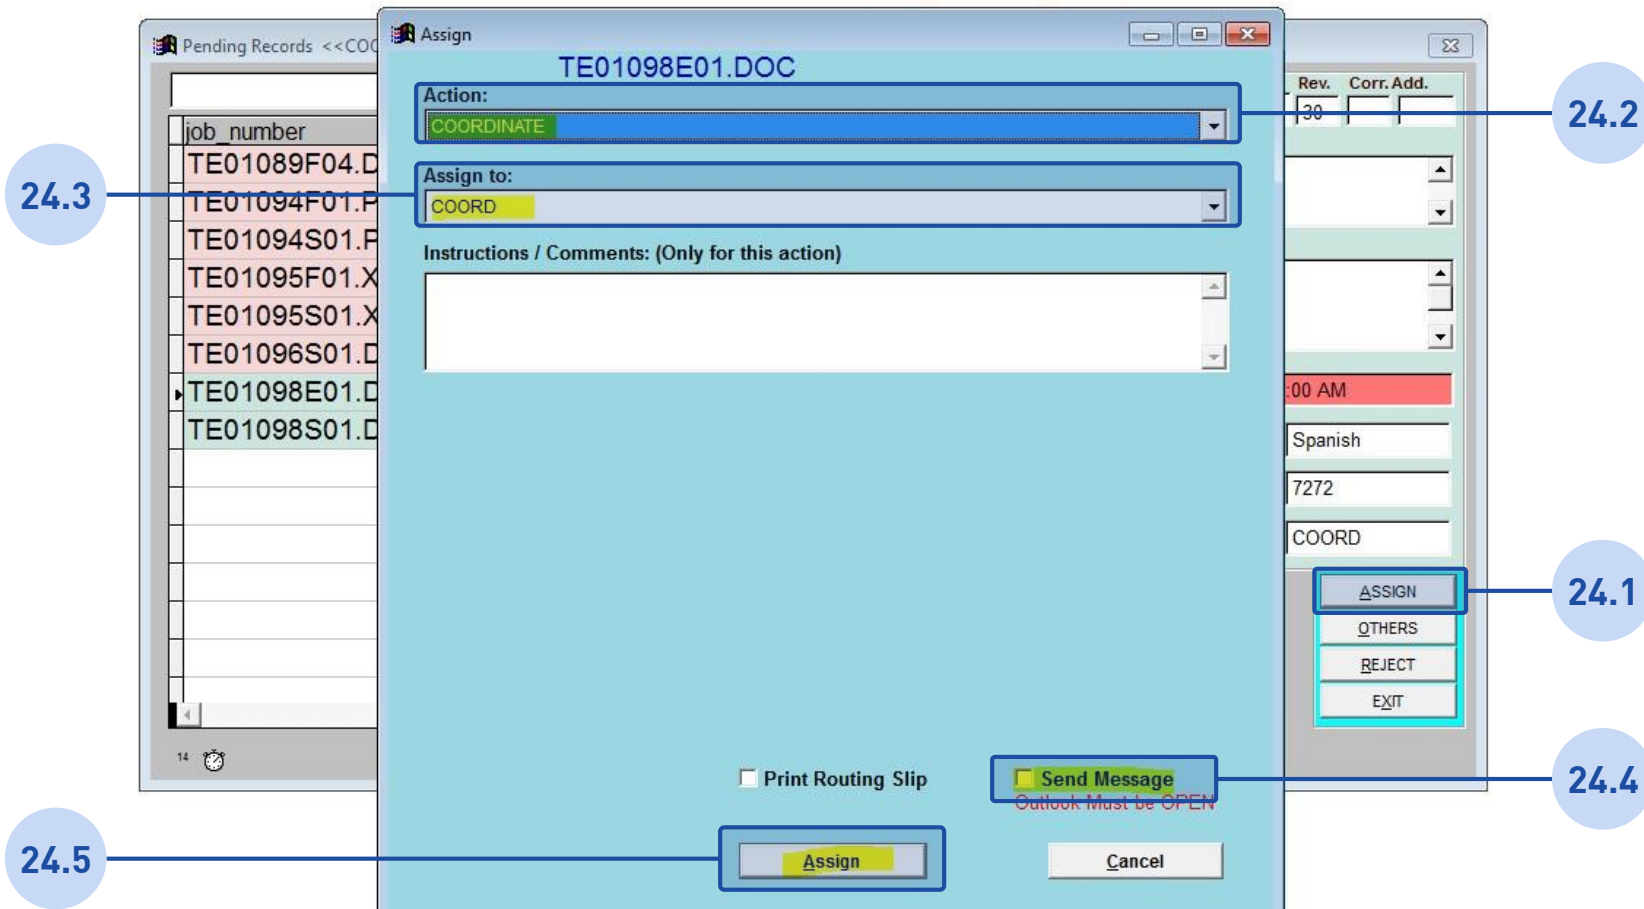 Pending Records <<COO
Assign
TE01098E01.DOC
Action:
COORDINATE
Assign to:
COORD
Instructions / Comments: (Only for this action)
job_number
TE01089F04.D
TE01094F01.P
TE01094S01.P
TE01095F01.X
TE01095S01.X
TE01096S01.D
TE01098E01.D
TE01098S01.D
14
Print Routing Slip
Send Message
Outlook Must be OPEN
Assign
Cancel
Rev. Corr. Add.
30
:00 AM
Spanish
7272
COORD
ASSIGN
OTHERS
REJECT
EXIT
24.2
24.3
24.1
24.4
24.5